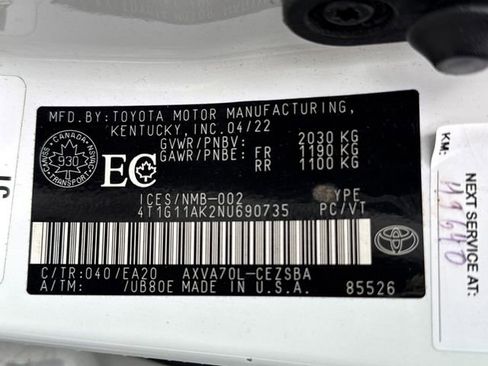 MFD.BY:TOYOTA MOTOR MANUFACTURING,
KENTUCKY,INC.04/22
GVWR/PNBV: 2030 KG
GAWR/PNBE: FR 1190 KG
RR 1100 KG
CANADA
930
TRANSPORT
EC
ICES/NMB-002 TYPE
4T1G11AK2NU690735 PC/VT
TOYOTA
C/TR:040/EA20 AXVA70L-CEZSBA
A/TM: /UB80E MADE IN U.S.A. 85526
KM:
NEXT SERVICE AT: